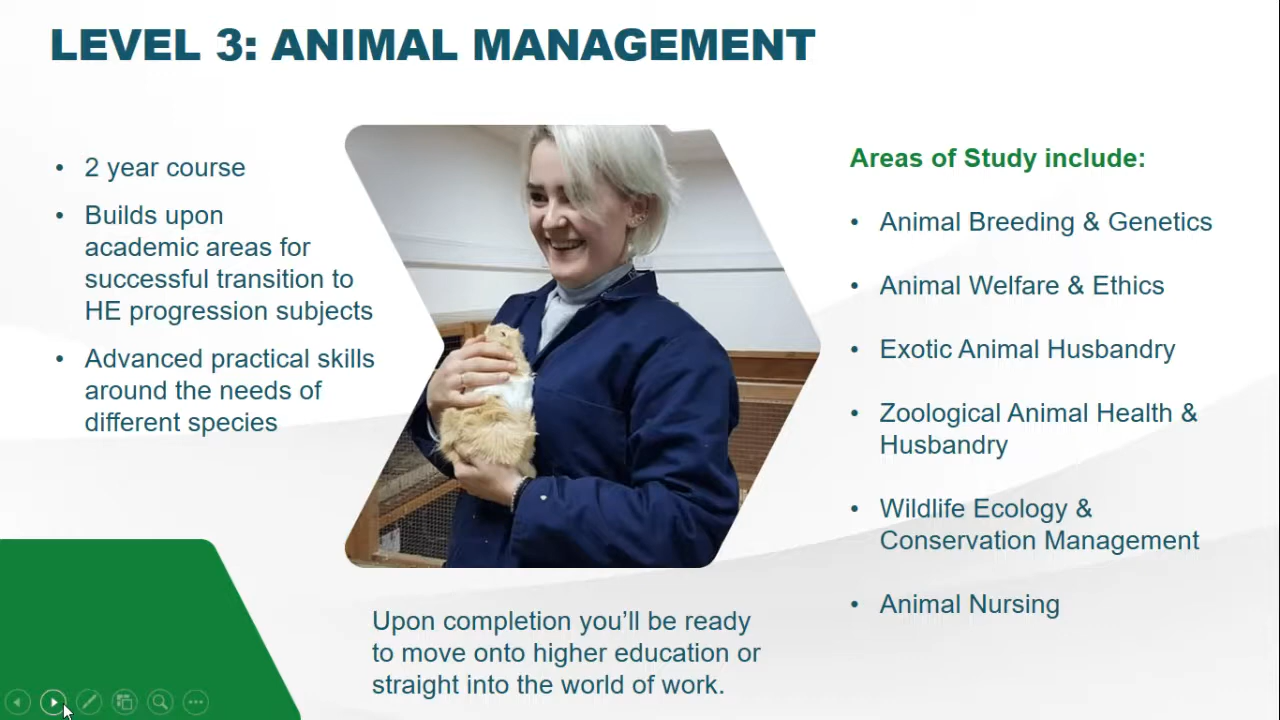 LEVEL 3: ANIMAL MANAGEMENT
• 2 year course
• Builds upon
academic areas for
successful transition to
HE progression subjects
• Advanced practical skills
around the needs of
different species
Upon completion you’ll be ready
to move onto higher education or
straight into the world of work.
Areas of Study include:
• Animal Breeding & Genetics
• Animal Welfare & Ethics
• Exotic Animal Husbandry
• Zoological Animal Health &
Husbandry
• Wildlife Ecology &
Conservation Management
• Animal Nursing